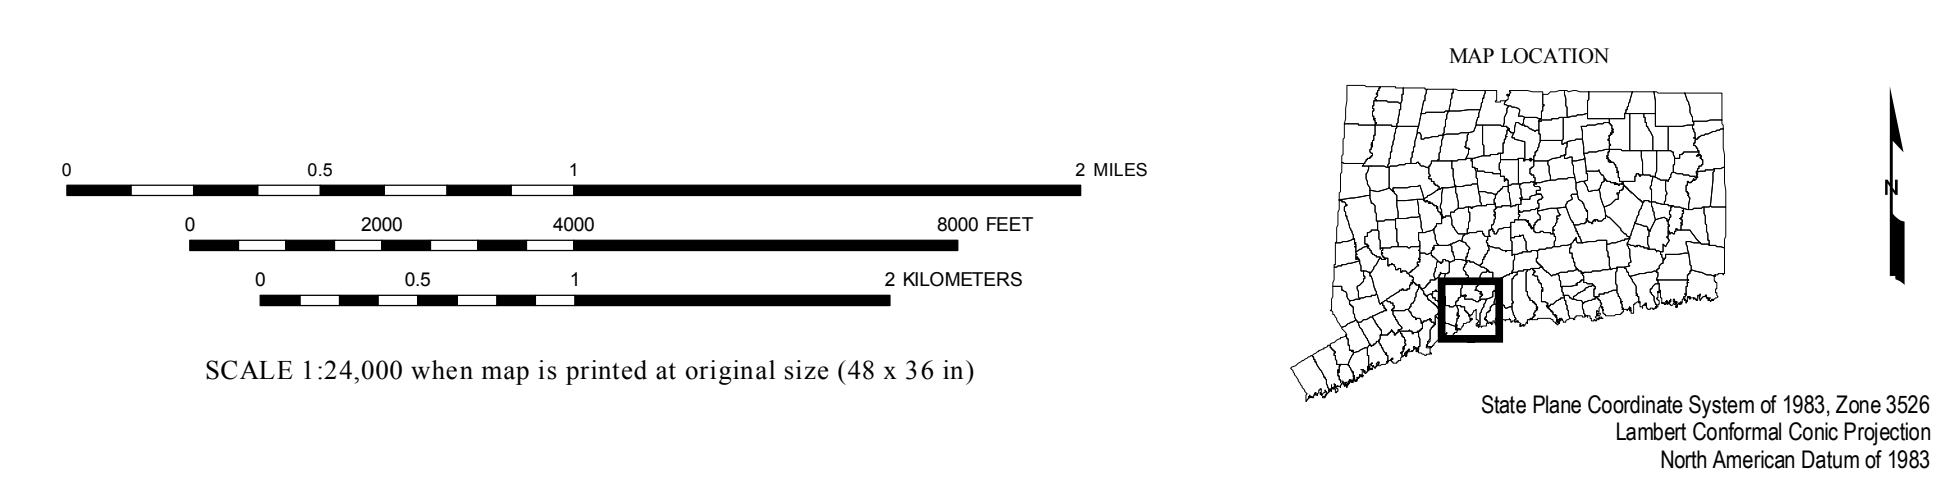 MAP LOCATION
0 0.5 1 2 MILES
0 2000 4000 8000 FEET
0 0.5 1 2 KILOMETERS
SCALE 1:24,000 when map is printed at original size (48 x 36 in)
N
State Plane Coordinate System of 1983, Zone 3526
Lambert Conformal Conic Projection
North American Datum of 1983